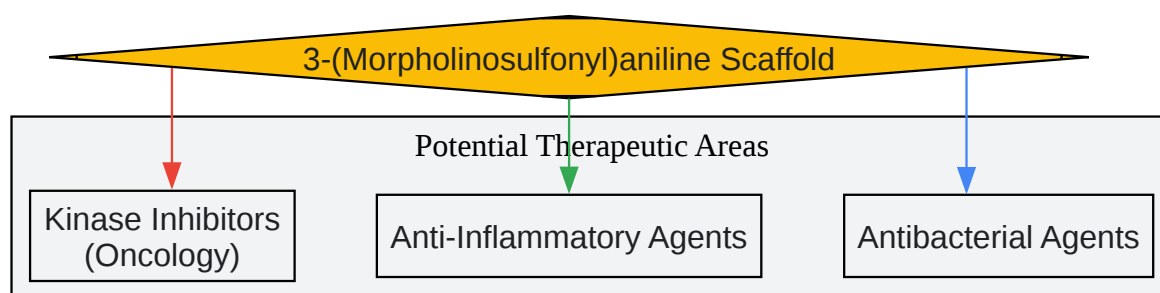 3-(Morpholinosulfonyl)aniline Scaffold
Potential Therapeutic Areas
Kinase Inhibitors
(Oncology)
Anti-Inflammatory Agents
Antibacterial Agents